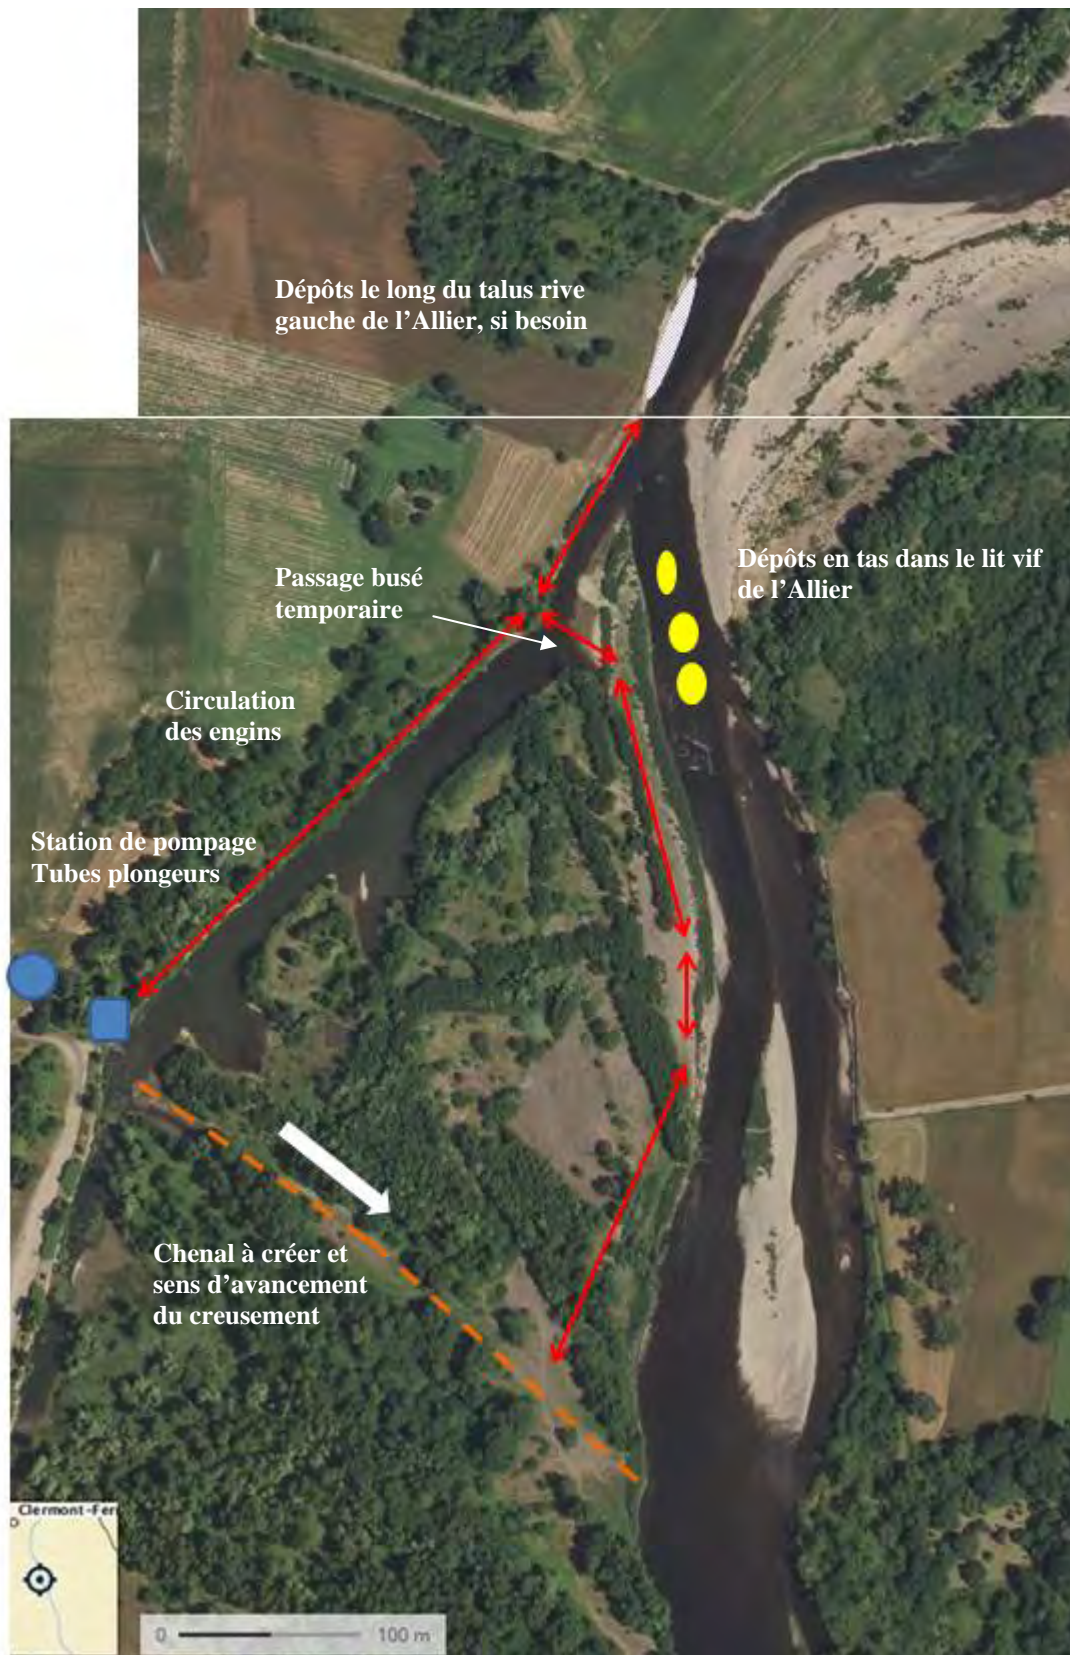 Dépôts le long du talus rive
gauche de l’Allier, si besoin
Dépôts en tas dans le lit vif
de l’Allier
Passage busé
temporaire
Circulation
des engins
Station de pompage
Tubes plongeurs
Chenal à créer et
sens d’avancement
du creusement
Clermont-Fer
0 100 m